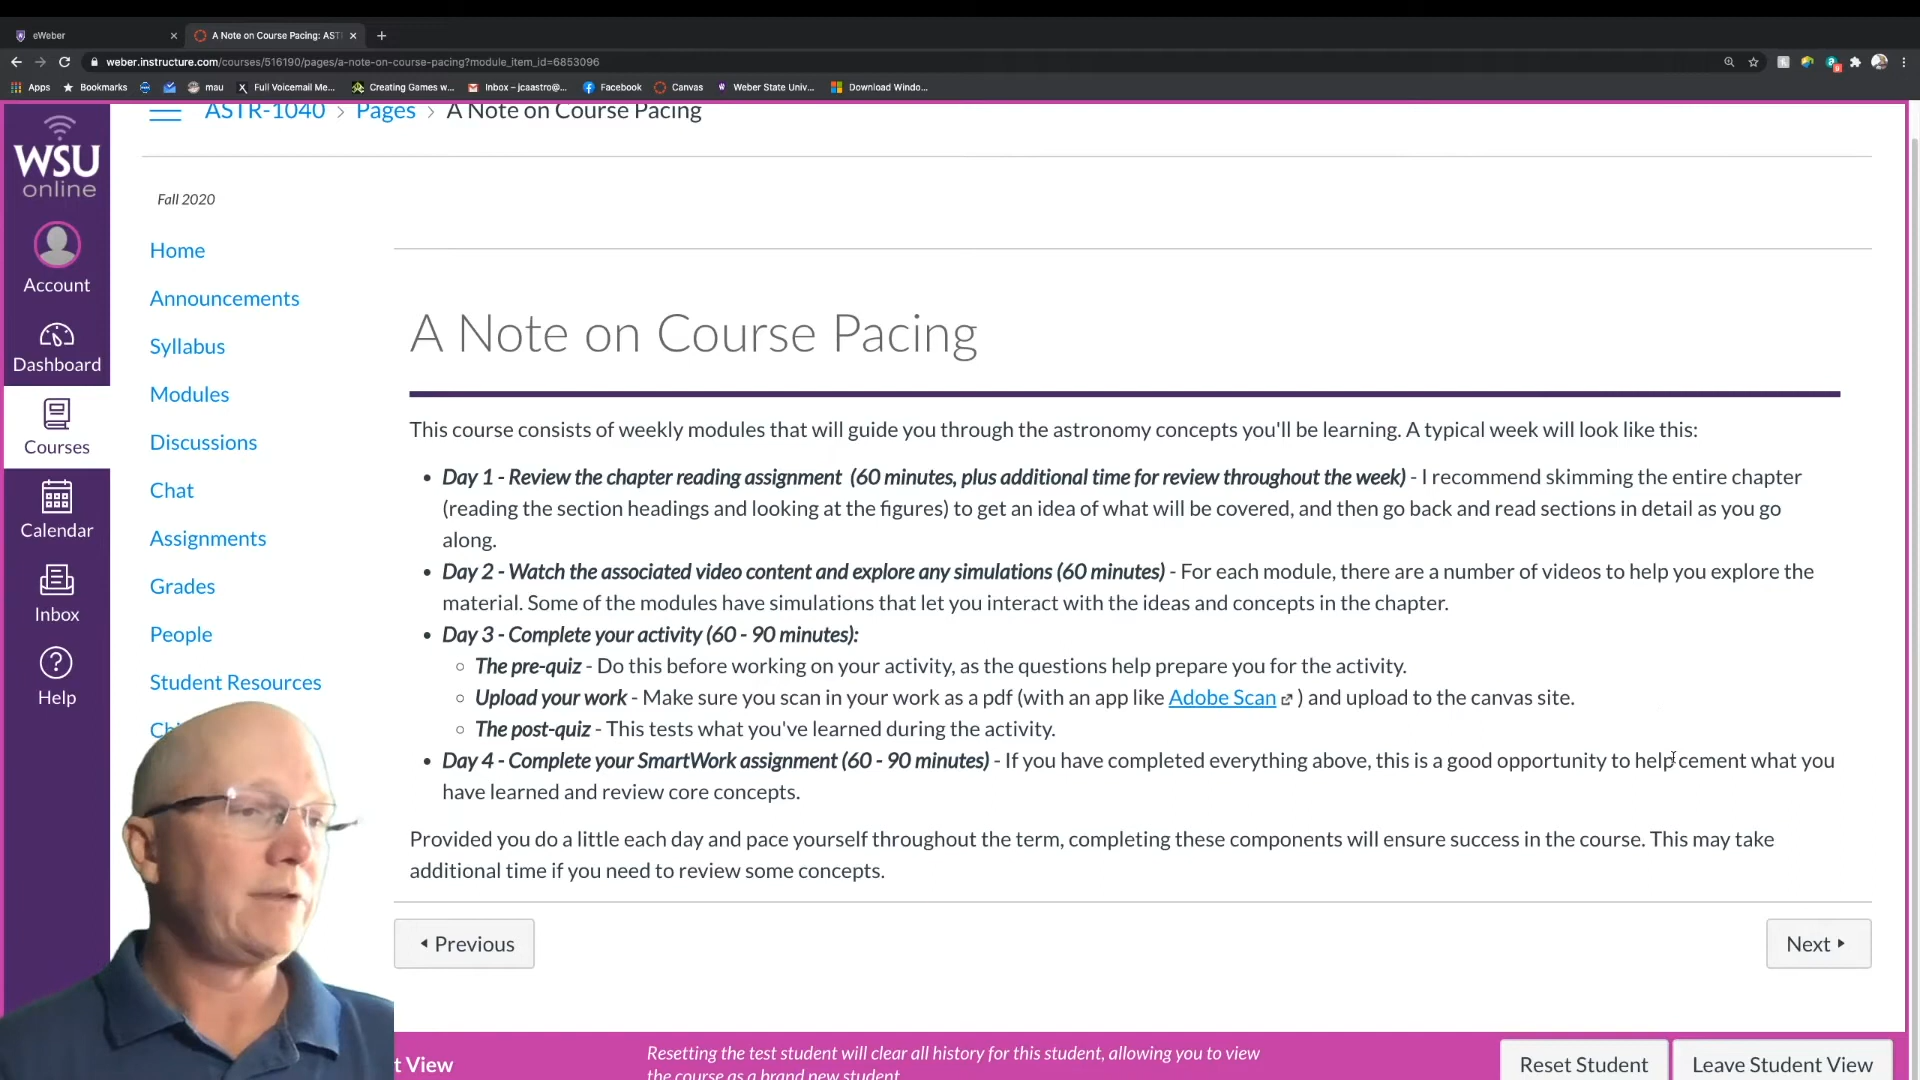 eWeber
A Note on Course Pacing: AST
weber.instructure.com/courses/516190/pages/a-note-on-course-pacing?module_item_id=6853096
Apps Bookmarks mau Full Voicemail Me... Creating Games w... Inbox – jcaastro@... Facebook Canvas Weber State Univ... Download Windo...
ASTR-1040 › Pages › A Note on Course Pacing
WSU
online
Account
Dashboard
Courses
Calendar
Inbox
Help
Fall 2020
Home
Announcements
Syllabus
Modules
Discussions
Chat
Assignments
Grades
People
Student Resources
A Note on Course Pacing
This course consists of weekly modules that will guide you through the astronomy concepts you'll be learning. A typical week will look like this:
• Day 1 - Review the chapter reading assignment (60 minutes, plus additional time for review throughout the week) - I recommend skimming the entire chapter
(reading the section headings and looking at the figures) to get an idea of what will be covered, and then go back and read sections in detail as you go
along.
• Day 2 - Watch the associated video content and explore any simulations (60 minutes) - For each module, there are a number of videos to help you explore the
material. Some of the modules have simulations that let you interact with the ideas and concepts in the chapter.
• Day 3 - Complete your activity (60 - 90 minutes):
◦ The pre-quiz - Do this before working on your activity, as the questions help prepare you for the activity.
◦ Upload your work - Make sure you scan in your work as a pdf (with an app like Adobe Scan ) and upload to the canvas site.
◦ The post-quiz - This tests what you've learned during the activity.
• Day 4 - Complete your SmartWork assignment (60 - 90 minutes) - If you have completed everything above, this is a good opportunity to help cement what you
have learned and review core concepts.
Provided you do a little each day and pace yourself throughout the term, completing these components will ensure success in the course. This may take
additional time if you need to review some concepts.
Previous
Next
t View
Resetting the test student will clear all history for this student, allowing you to view
the course as a brand new student
Reset Student
Leave Student View